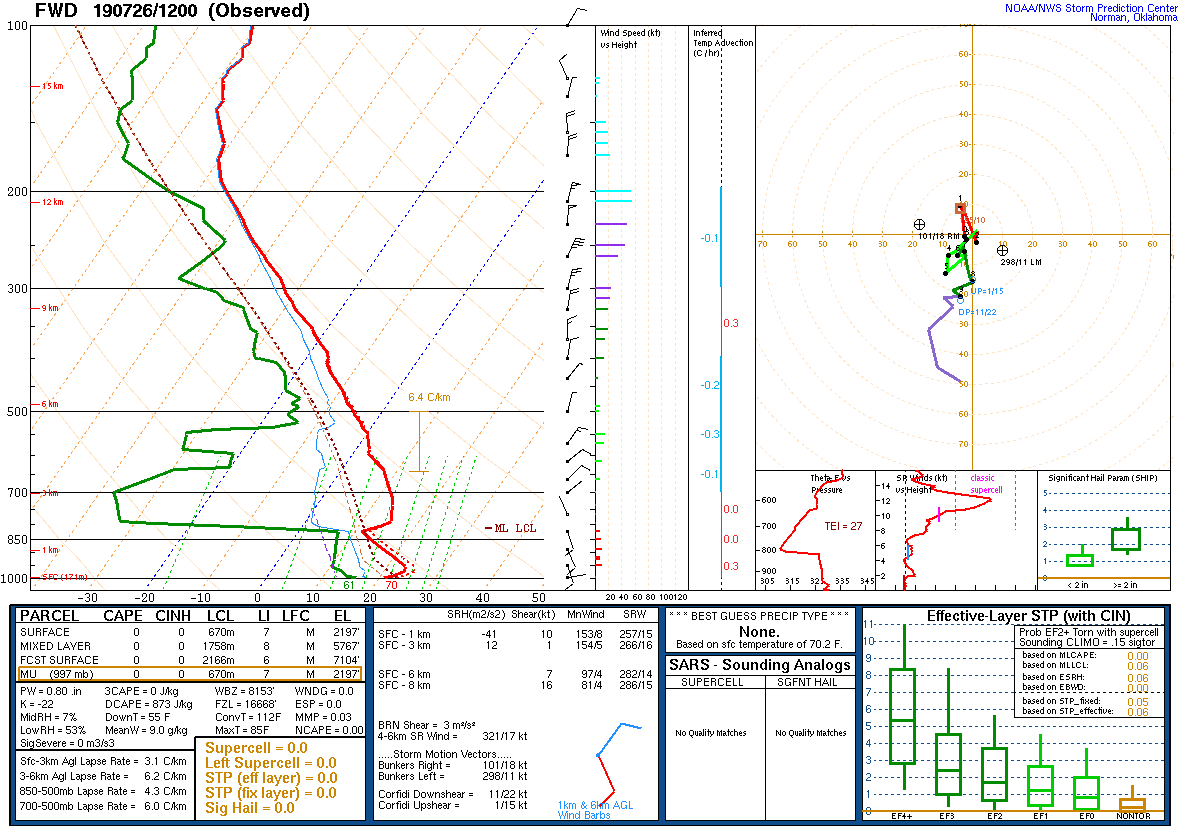 FWD 190726/1200 (Observed)
NOAA/NWS Storm Prediction Center
Norman, Oklahoma
100
200
300
500
700
850
1000
15 km
12 km
9 km
6 km
3 km
1 km
SFC (171m)
6.4 C/km
ML LCL
61 70
-30 -20 -10 0 10 20 30 40 50
Wind Speed (kt)
vs Height
20 40 60 80 100 120
Inferred
Temp Advection
(C /hr)
-0.1
0.3
-0.2
-0.3
-0.1
0.0
0.0
0.3
60-
50-
40-
30-
20-
70 60 50 40 30 20
20 30 40 50 60
101/18 RM
298/11 LM
UP=1/15
DP=11/22
30-
40-
50-
60-
70-
Theta-E vs
Pressure
600
700
800
900
TEI = 27
305 315 325 335 345
SR Winds (kt)
vs Height
classic
supercell
14
12
10
8
6
4
2
Significant Hail Param (SHIP)
5
4
3
2
1
0
< 2 in >= 2 in
PARCEL CAPE CINH LCL LI LFC EL
SURFACE 0 0 670m 7 M 2197'
MIXED LAYER 0 0 1758m 8 M 5767'
FCST SURFACE 0 0 2166m 6 M 7104'
MU (997 mb) 0 0 670m 7 M 2197'
PW = 0.80 .in 3CAPE = 0 J/kg WBZ = 8153' WNDG = 0.0
K = -22 DCAPE = 873 J/kg FZL = 16668' ESP = 0.0
MidRH = 7% DownT = 55 F ConvT = 112F MMP = 0.03
LowRH = 53% MeanW = 9.0 g/kg MaxT = 85F NCAPE = 0.00
SigSevere = 0 m3/s3
Sfc-3km Agl Lapse Rate = 3.1 C/km
3-6km Agl Lapse Rate = 6.2 C/km
850-500mb Lapse Rate = 4.3 C/km
700-500mb Lapse Rate = 6.0 C/km
Supercell = 0.0
Left Supercell = 0.0
STP (eff layer) = 0.0
STP (fix layer) = 0.0
Sig Hail = 0.0
SRH(m2/s2) Shear(kt) MnWind SRW
SFC - 1 km -41 10 153/8 257/15
SFC - 3 km 12 1 154/5 266/16
SFC - 6 km 7 97/4 282/14
SFC - 8 km 16 81/4 286/15
BRN Shear = 3 m²/s²
4-6km SR Wind = 321/17 kt
.....Storm Motion Vectors.....
Bunkers Right = 101/18 kt
Bunkers Left = 298/11 kt
Corfidi Downshear = 11/22 kt
Corfidi Upshear = 1/15 kt
1km & 6km AGL
Wind Barbs
* * * BEST GUESS PRECIP TYPE * * *
None.
Based on sfc temperature of 70.2 F.
SARS - Sounding Analogs
SUPERCELL SGFNT HAIL
No Quality Matches No Quality Matches
Effective-Layer STP (with CIN)
11
10
9
8
7
6
5
4
3
2
1
0
EF4+ EF3 EF2 EF1 EF0 NONTOR
Prob EF2+ Torn with supercell
Sounding CLIMO = .15 sigtor
based on MLCAPE: 0.00
based on MLLCL: 0.06
based on ESRH: 0.06
based on EBWD: 0.00
based on STP_fixed: 0.05
based on STP_effective: 0.06